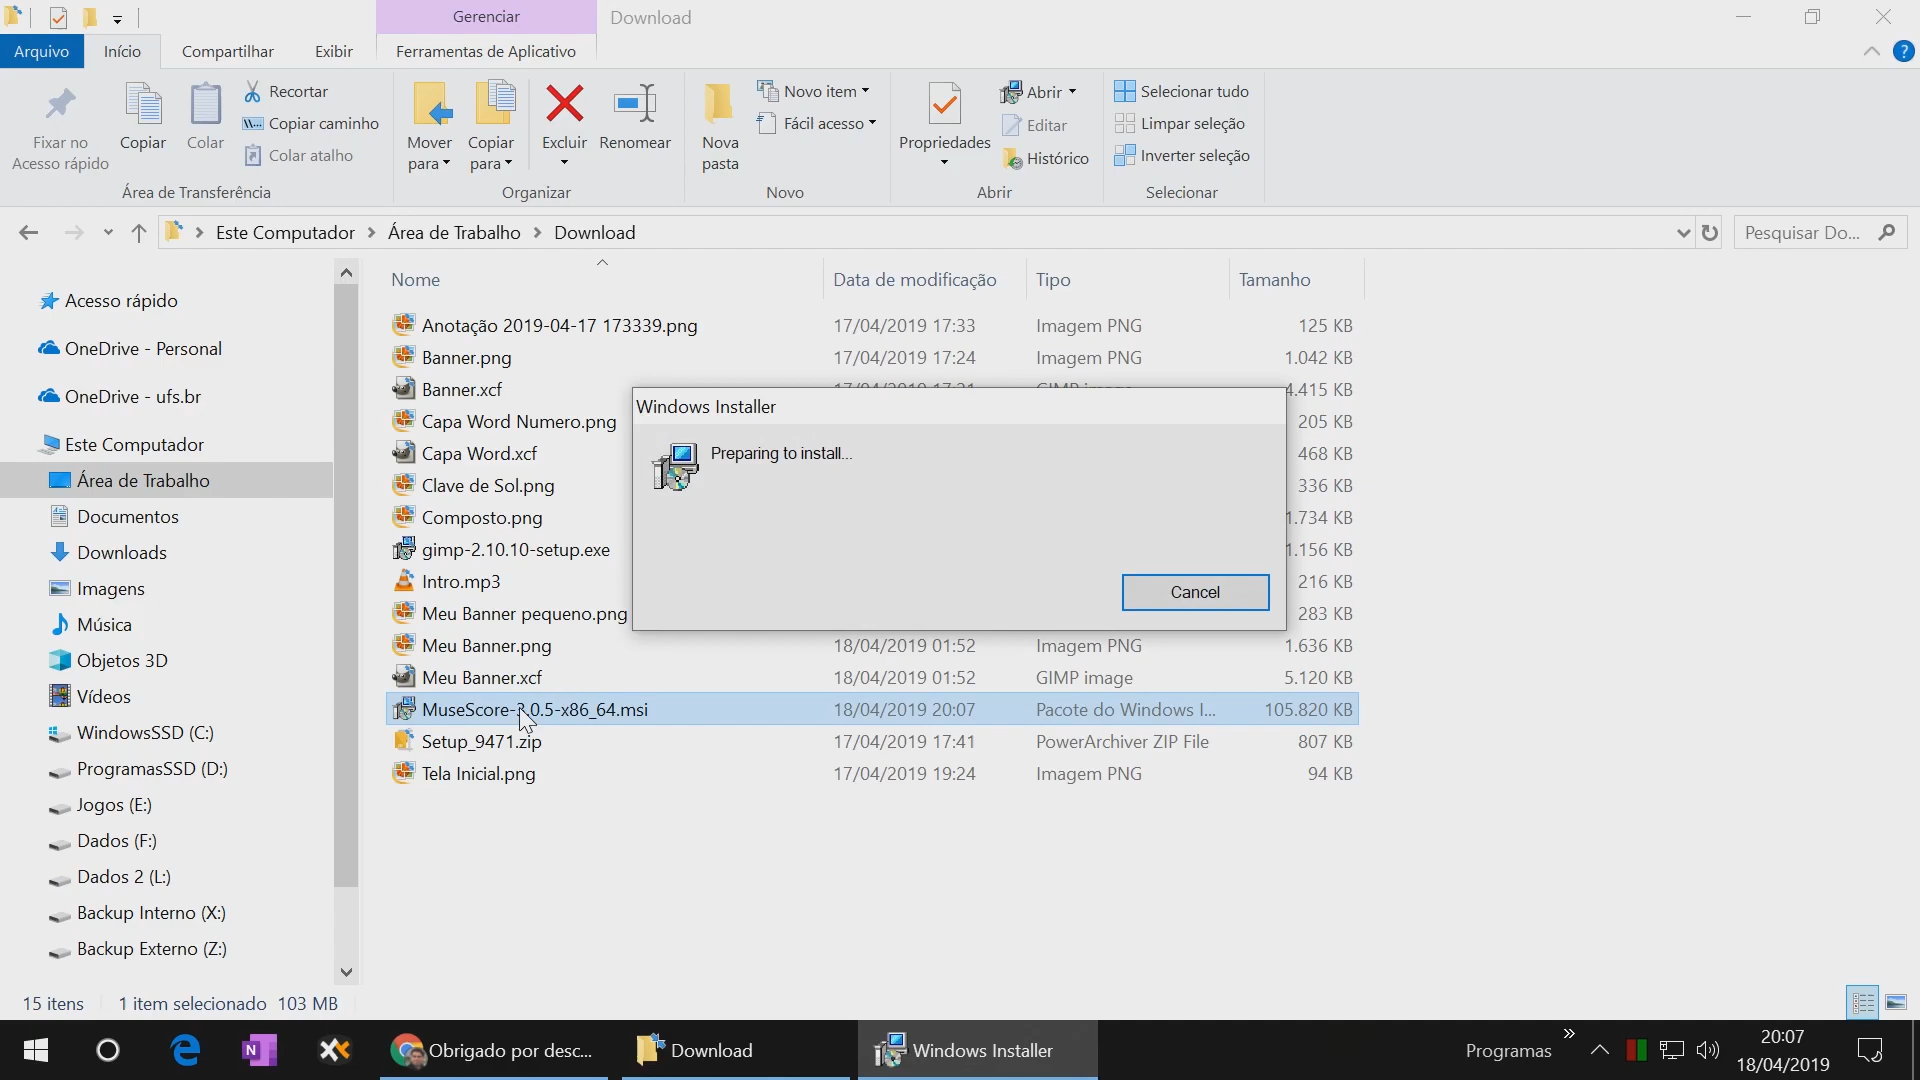 Gerenciar
Download
Arquivo
Início
Compartilhar
Exibir
Ferramentas de Aplicativo
Fixar no
Acesso rápido
Copiar
Colar
Recortar
Copiar caminho
Colar atalho
Área de Transferência
Mover
para
Copiar
para
Excluir
Renomear
Organizar
Nova
pasta
Novo item
Fácil acesso
Novo
Propriedades
Abrir
Editar
Histórico
Abrir
Selecionar tudo
Limpar seleção
Inverter seleção
Selecionar
Este Computador
Área de Trabalho
Download
Pesquisar Do...
Acesso rápido
OneDrive - Personal
OneDrive - ufs.br
Este Computador
Área de Trabalho
Documentos
Downloads
Imagens
Música
Objetos 3D
Vídeos
WindowsSSD (C:)
ProgramasSSD (D:)
Jogos (E:)
Dados (F:)
Dados 2 (L:)
Backup Interno (X:)
Backup Externo (Z:)
Nome Data de modificação Tipo Tamanho
Anotação 2019-04-17 173339.png 17/04/2019 17:33 Imagem PNG 125 KB
Banner.png 17/04/2019 17:24 Imagem PNG 1.042 KB
Banner.xcf 4.415 KB
Capa Word Numero.png 205 KB
Capa Word.xcf 468 KB
Clave de Sol.png 336 KB
Composto.png 1.734 KB
gimp-2.10.10-setup.exe 1.156 KB
Intro.mp3 216 KB
Meu Banner pequeno.png 283 KB
Meu Banner.png 18/04/2019 01:52 Imagem PNG 1.636 KB
Meu Banner.xcf 18/04/2019 01:52 GIMP image 5.120 KB
MuseScore-3.0.5-x86_64.msi 18/04/2019 20:07 Pacote do Windows I... 105.820 KB
Setup_9471.zip 17/04/2019 17:41 PowerArchiver ZIP File 807 KB
Tela Inicial.png 17/04/2019 19:24 Imagem PNG 94 KB
Windows Installer
Preparing to install...
Cancel
15 itens 1 item selecionado 103 MB
Obrigado por desc...
Download
Windows Installer
Programas
20:07
18/04/2019